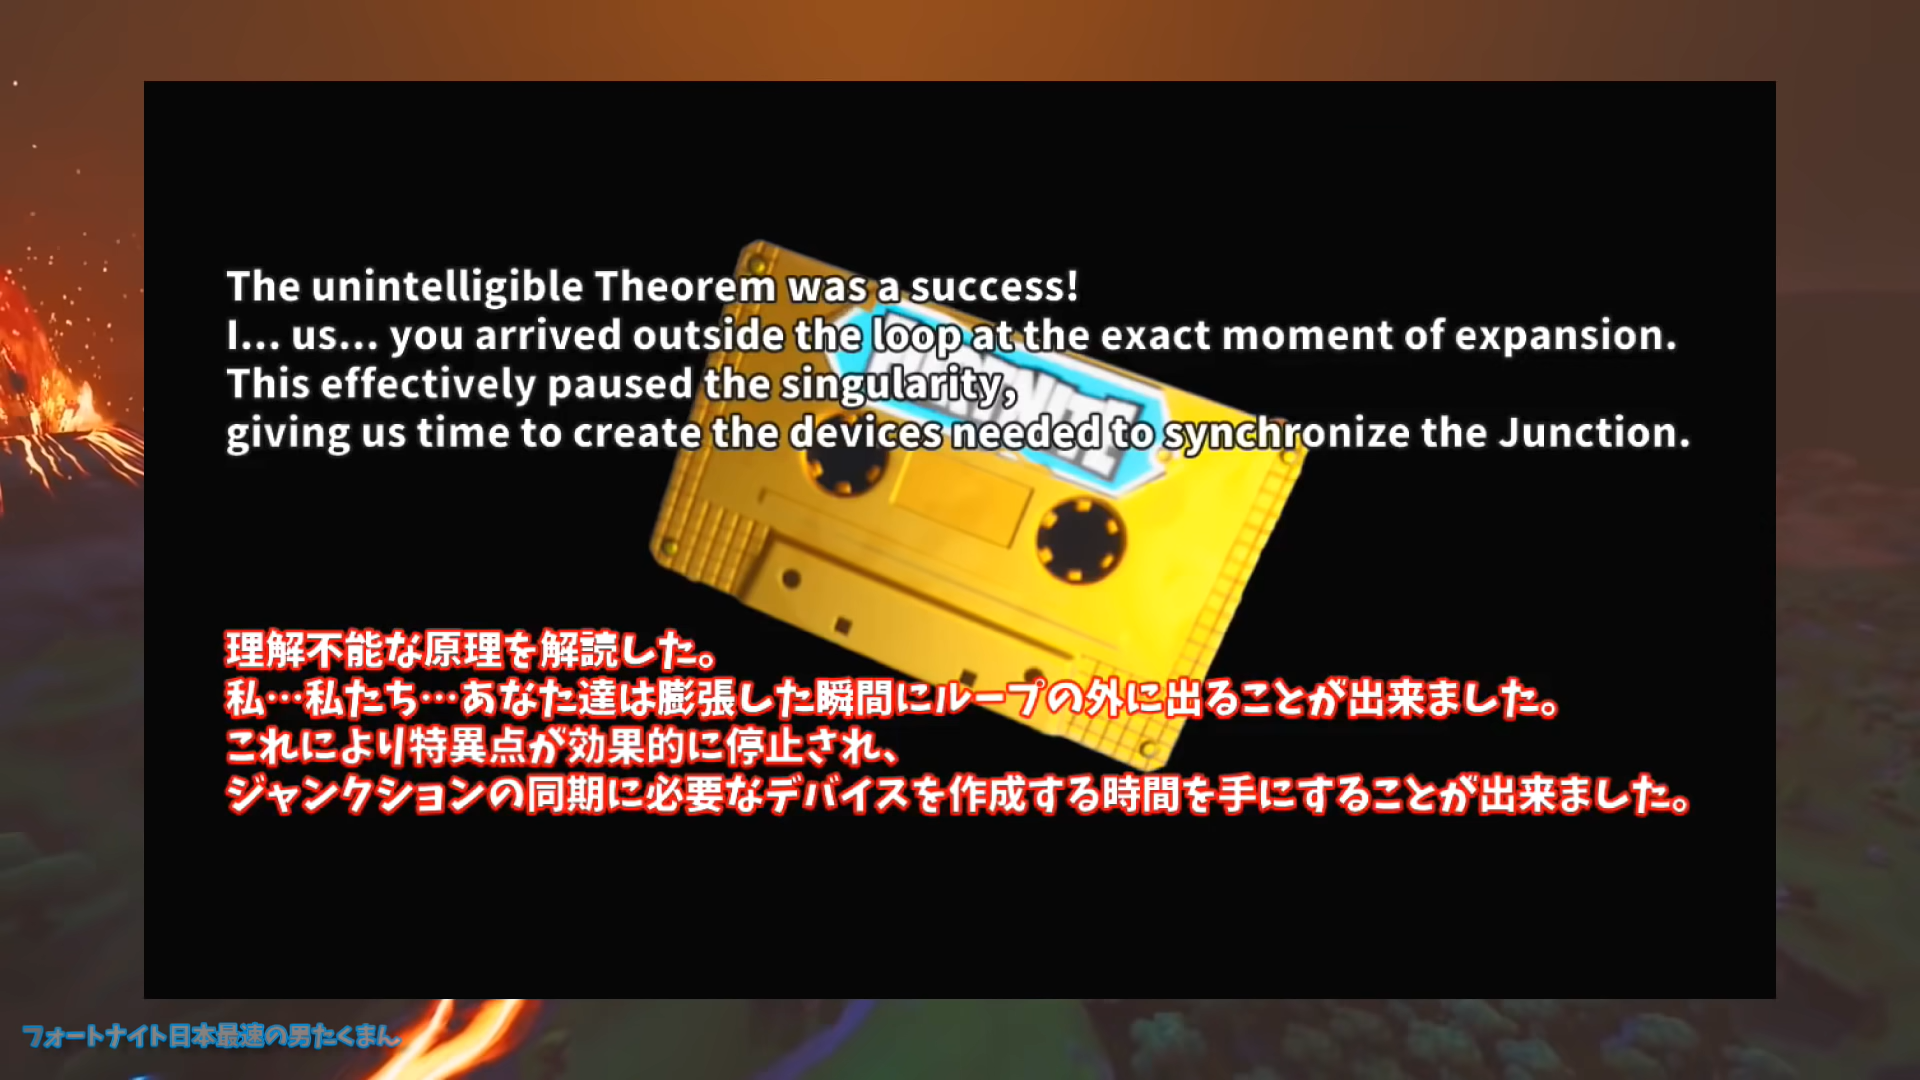 The unintelligible Theorem was a success!
I... us... you arrived outside the loop at the exact moment of expansion.
This effectively paused the singularity,
giving us time to create the devices needed to synchronize the Junction.
理解不能な原理を解読した。
私…私たち…あなた達は膨張した瞬間にループの外に出ることが出来ました。
これにより特異点が効果的に停止され、
ジャンクションの同期に必要なデバイスを作成する時間を手にすることが出来ました。
フォートナイト日本最速の男たくまん